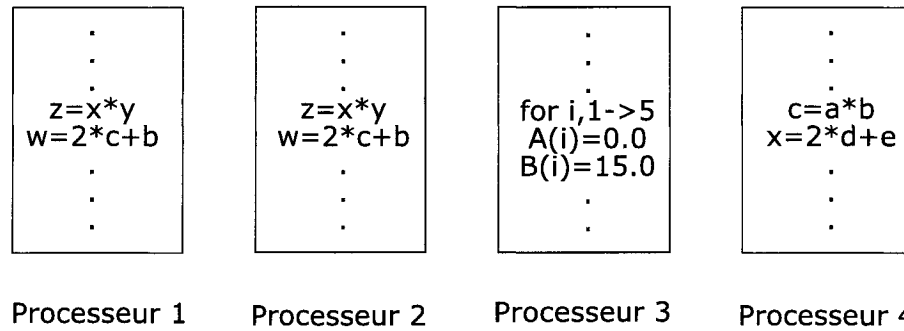 .
.
.
z=x*y
w=2*c+b
.
.
.
Processeur 1
.
.
.
z=x*y
w=2*c+b
.
.
.
Processeur 2
.
.
.
for i,1->5
A(i)=0.0
B(i)=15.0
.
.
Processeur 3
.
.
.
c=a*b
x=2*d+e
.
.
.
Processeur 4